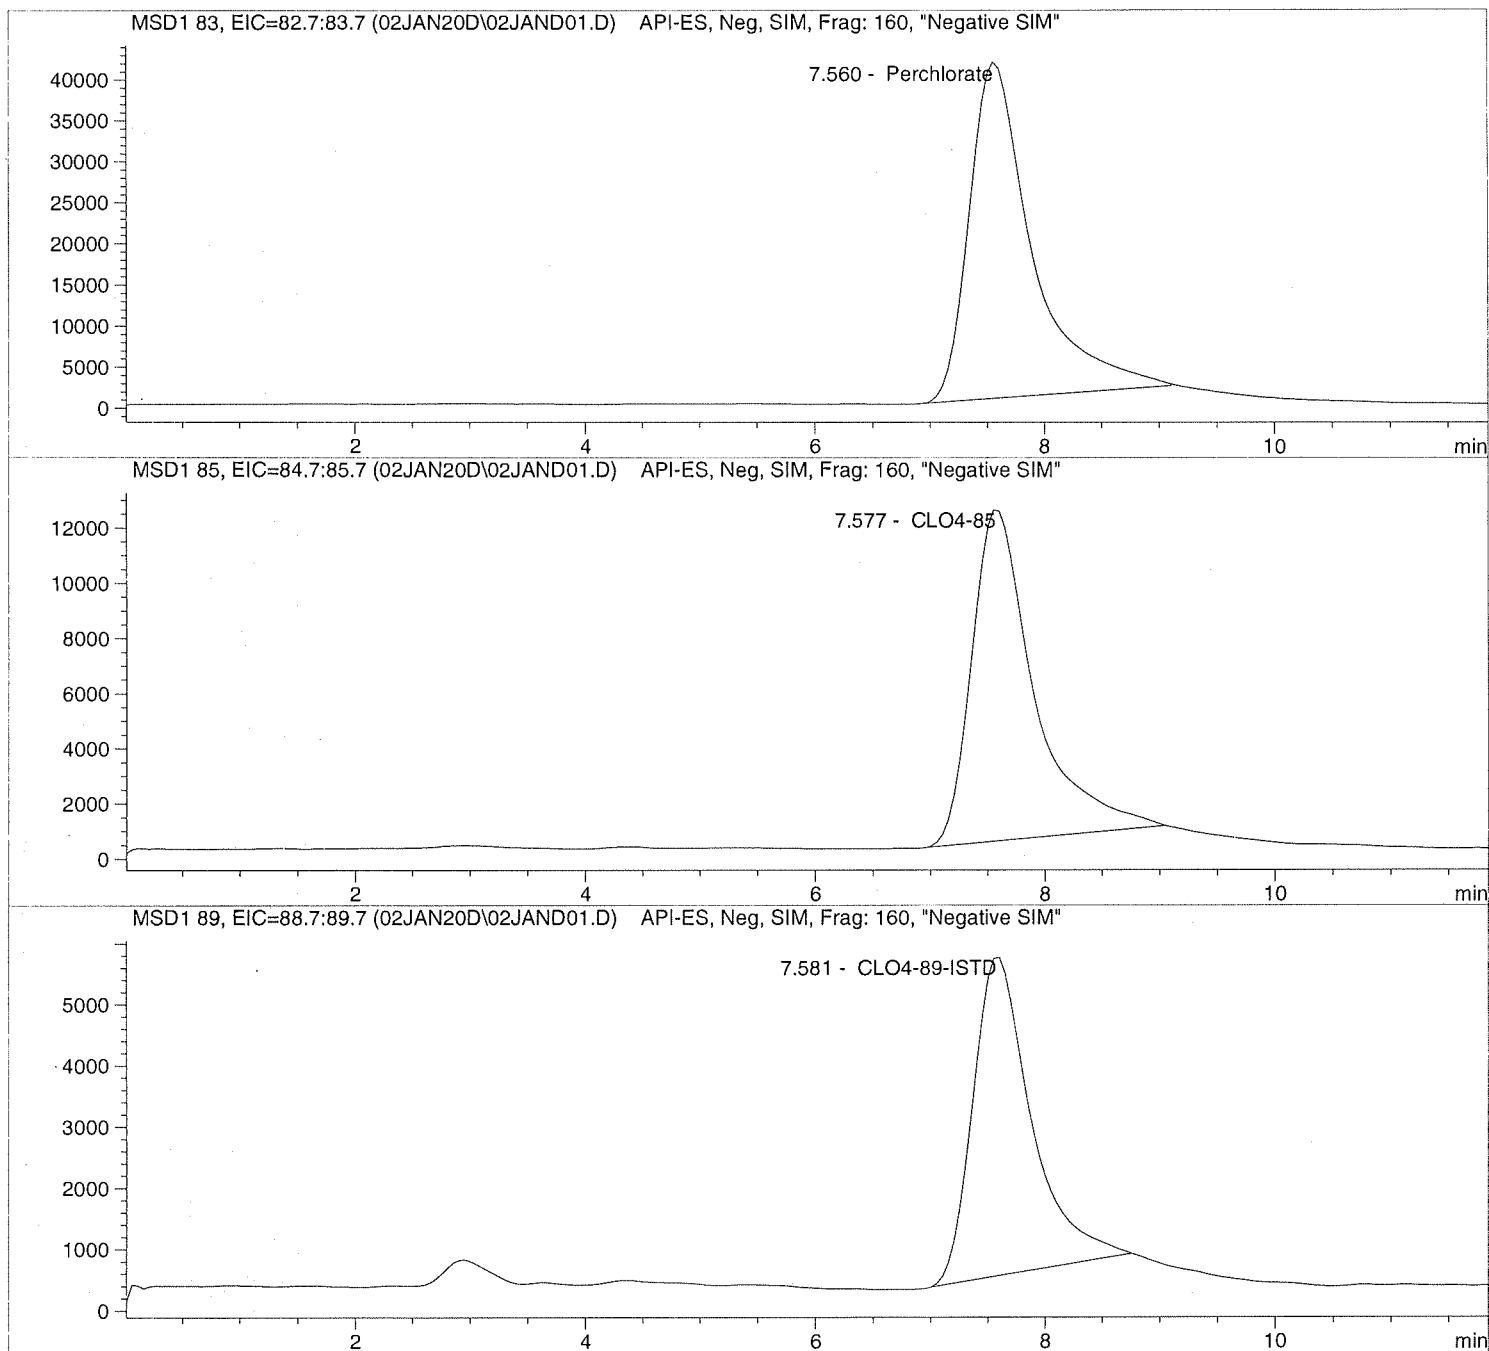 MSD1 83, EIC=82.7:83.7 (02JAN20D\02JAND01.D)    API-ES, Neg, SIM, Frag: 160, "Negative SIM"
7.560 -  Perchlorate
40000
35000
30000
25000
20000
15000
10000
5000
0
2 4 6 8 10 min
MSD1 85, EIC=84.7:85.7 (02JAN20D\02JAND01.D)    API-ES, Neg, SIM, Frag: 160, "Negative SIM"
7.577 -  CLO4-85
12000
10000
8000
6000
4000
2000
0
2 4 6 8 10 min
MSD1 89, EIC=88.7:89.7 (02JAN20D\02JAND01.D)    API-ES, Neg, SIM, Frag: 160, "Negative SIM"
7.581 -  CLO4-89-ISTD
5000
4000
3000
2000
1000
0
2 4 6 8 10 min